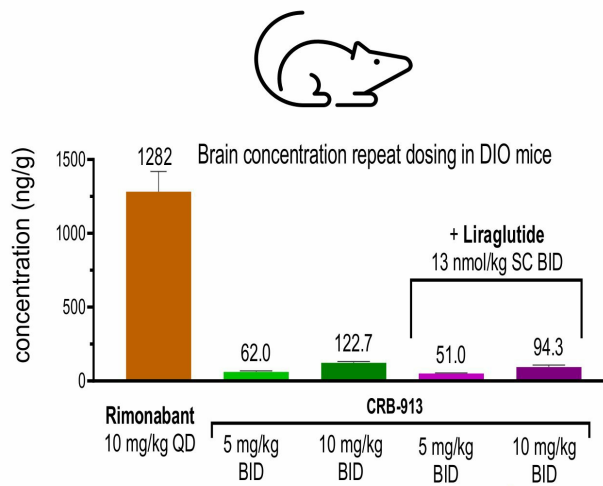 Brain concentration repeat dosing in DIO mice
concentration (ng/g)
1500
1000
500
0
1282
62.0
122.7
51.0
94.3
+ Liraglutide
13 nmol/kg SC BID
Rimonabant
10 mg/kg QD
CRB-913
5 mg/kg
BID
10 mg/kg
BID
5 mg/kg
BID
10 mg/kg
BID